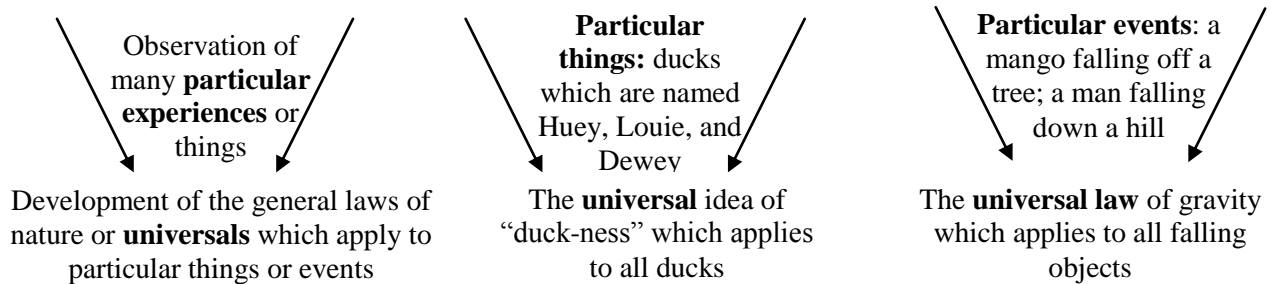 Observation of
many particular
experiences or
things
Development of the general laws of
nature or universals which apply to
particular things or events
Particular
things: ducks
which are named
Huey, Louie, and
Dewey
The universal idea of
“duck-ness” which applies
to all ducks
Particular events: a
mango falling off a
tree; a man falling
down a hill
The universal law of gravity
which applies to all falling
objects